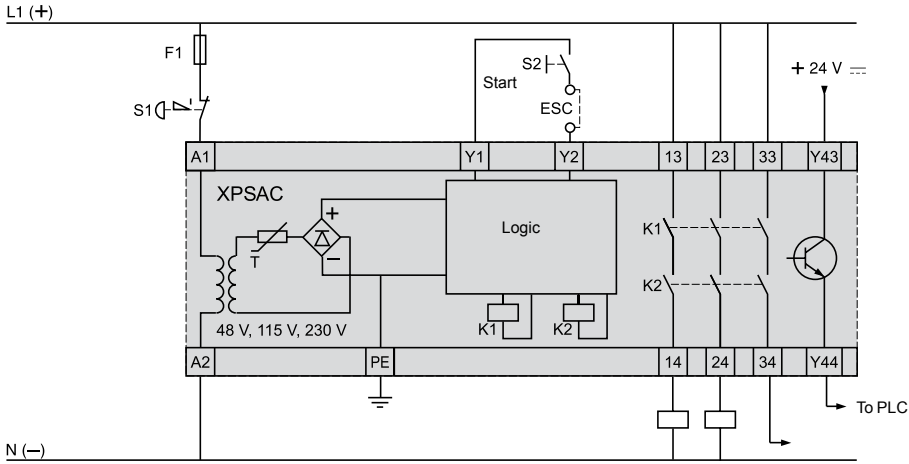 L1 (+)
F1
S2
Start
+ 24 V
S1
ESC
A1
Y1
Y2
13
23
33
Y43
XPSAC
+
Logic
K1
T
−
K2
48 V, 115 V, 230 V
K1
K2
A2
PE
14
24
34
Y44
To PLC
N (−)